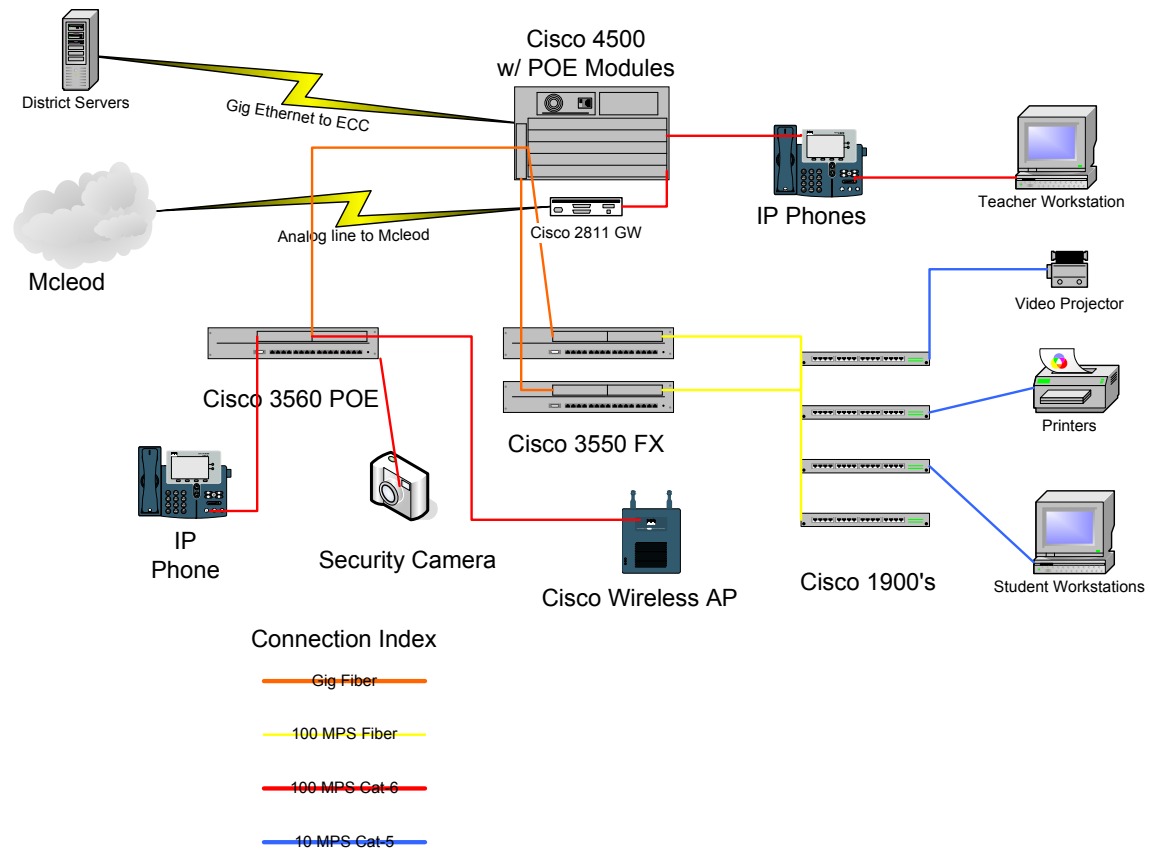 Cisco 4500
w/ POE Modules
District Servers
Gig Ethernet to ECC
IP Phones
Teacher Workstation
Mcleod
Analog line to Mcleod
Cisco 2811 GW
Video Projector
Cisco 3560 POE
Cisco 3550 FX
Printers
IP
Phone
Security Camera
Cisco Wireless AP
Cisco 1900's
Student Workstations
Connection Index
Gig Fiber
100 MPS Fiber
100 MPS Cat-6
10 MPS Cat-5